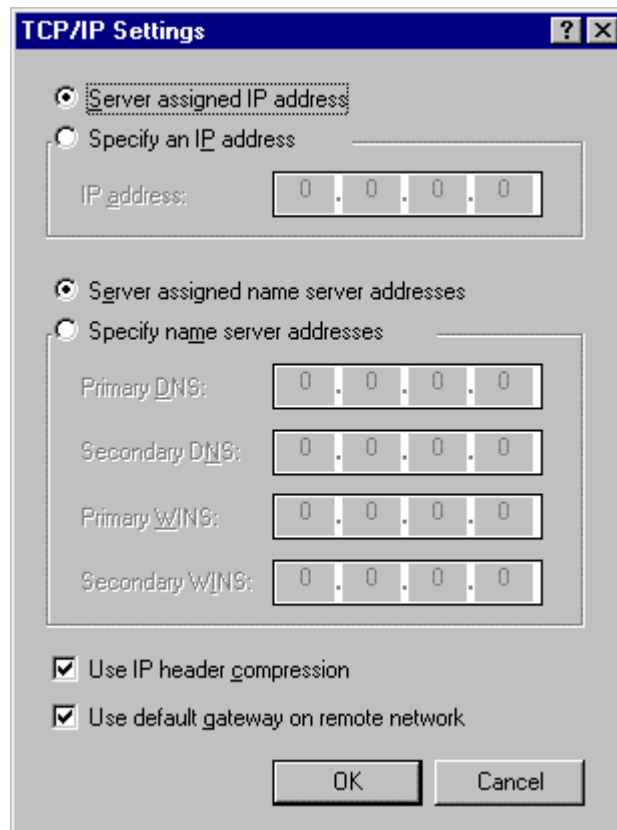 TCP/IP Settings ? ×
Server assigned IP address
Specify an IP address
IP address: 0 . 0 . 0 . 0
Server assigned name server addresses
Specify name server addresses
Primary DNS: 0 . 0 . 0 . 0
Secondary DNS: 0 . 0 . 0 . 0
Primary WINS: 0 . 0 . 0 . 0
Secondary WINS: 0 . 0 . 0 . 0
Use IP header compression
Use default gateway on remote network
OK Cancel